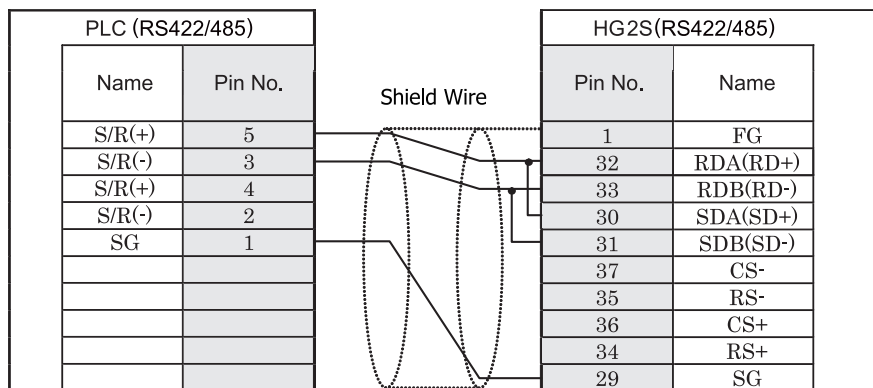 PLC (RS422/485)
HG2S(RS422/485)
Name Pin No.
Shield Wire
Pin No. Name
S/R(+) 5
1 FG
S/R(-) 3
32 RDA(RD+)
S/R(+) 4
33 RDB(RD-)
S/R(-) 2
30 SDA(SD+)
SG 1
31 SDB(SD-)
37 CS-
35 RS-
36 CS+
34 RS+
29 SG